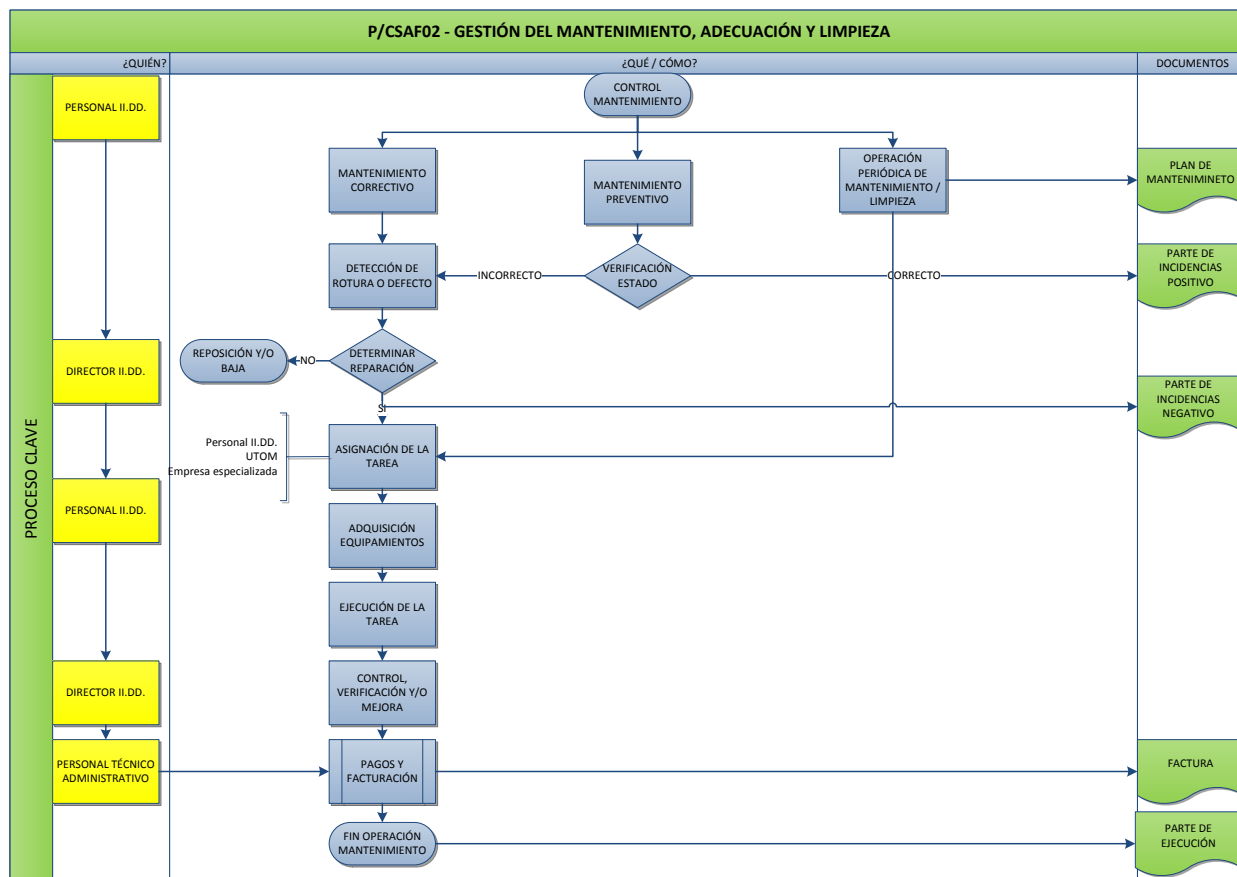 P/CSAF02 - GESTIÓN DEL MANTENIMIENTO, ADECUACIÓN Y LIMPIEZA
¿QUIÉN?
¿QUÉ / CÓMO?
DOCUMENTOS
PROCESO CLAVE
PERSONAL II.DD.
CONTROL
MANTENIMIENTO
MANTENIMIENTO
CORRECTIVO
MANTENIMIENTO
PREVENTIVO
OPERACIÓN
PERIÓDICA DE
MANTENIMIENTO /
LIMPIEZA
PLAN DE
MANTENIMINETO
DETECCIÓN DE
ROTURA O DEFECTO
INCORRECTO
VERIFICACIÓN
ESTADO
CORRECTO
PARTE DE
INCIDENCIAS
POSITIVO
DIRECTOR II.DD.
REPOSICIÓN Y/O
BAJA
NO
DETERMINAR
REPARACIÓN
SI
PARTE DE
INCIDENCIAS
NEGATIVO
Personal II.DD.
UTOM
Empresa especializada
ASIGNACIÓN DE LA
TAREA
PERSONAL II.DD.
ADQUISICIÓN
EQUIPAMIENTOS
EJECUCIÓN DE LA
TAREA
DIRECTOR II.DD.
CONTROL,
VERIFICACIÓN Y/O
MEJORA
PERSONAL TÉCNICO
ADMINISTRATIVO
PAGOS Y
FACTURACIÓN
FACTURA
FIN OPERACIÓN
MANTENIMIENTO
PARTE DE
EJECUCIÓN